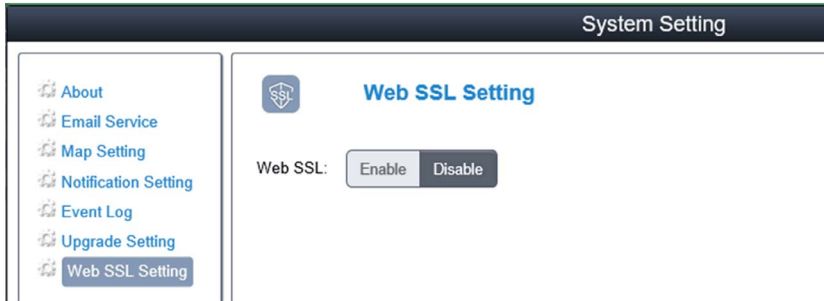 System Setting
About
Email Service
Map Setting
Notification Setting
Event Log
Upgrade Setting
Web SSL Setting
SSL
Web SSL Setting
Web SSL: Enable Disable